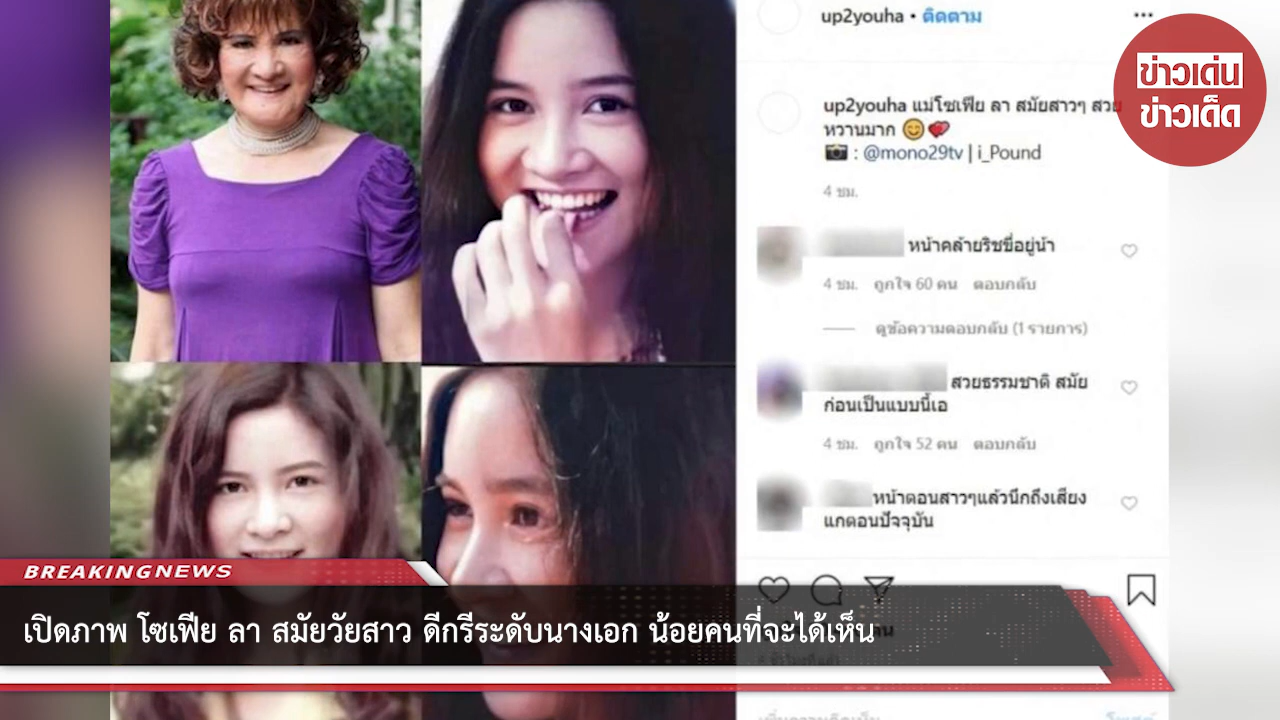 up2youha • ติดตาม
ข่าวเด่น
ข่าวเด็ด
up2youha แม่โซเฟีย ลา สมัยสาวๆ สวย
หวานมาก
: @mono29tv | i_Pound
4 ชม.
หน้าคล้ายริชชี่อยู่น้า
4 ชม. ถูกใจ 60 คน ตอบกลับ
ดูข้อความตอบกลับ (1 รายการ)
สวยธรรมชาติ สมัย
ก่อนเป็นแบบนี้เอ
4 ชม. ถูกใจ 52 คน ตอบกลับ
หน้าตอนสาวๆแล้วนึกถึงเสียง
แกตอนปัจจุบัน
BREAKING NEWS
เปิดภาพ โซเฟีย ลา สมัยวัยสาว ดีกรีระดับนางเอก น้อยคนที่จะได้เห็น
โพสต์